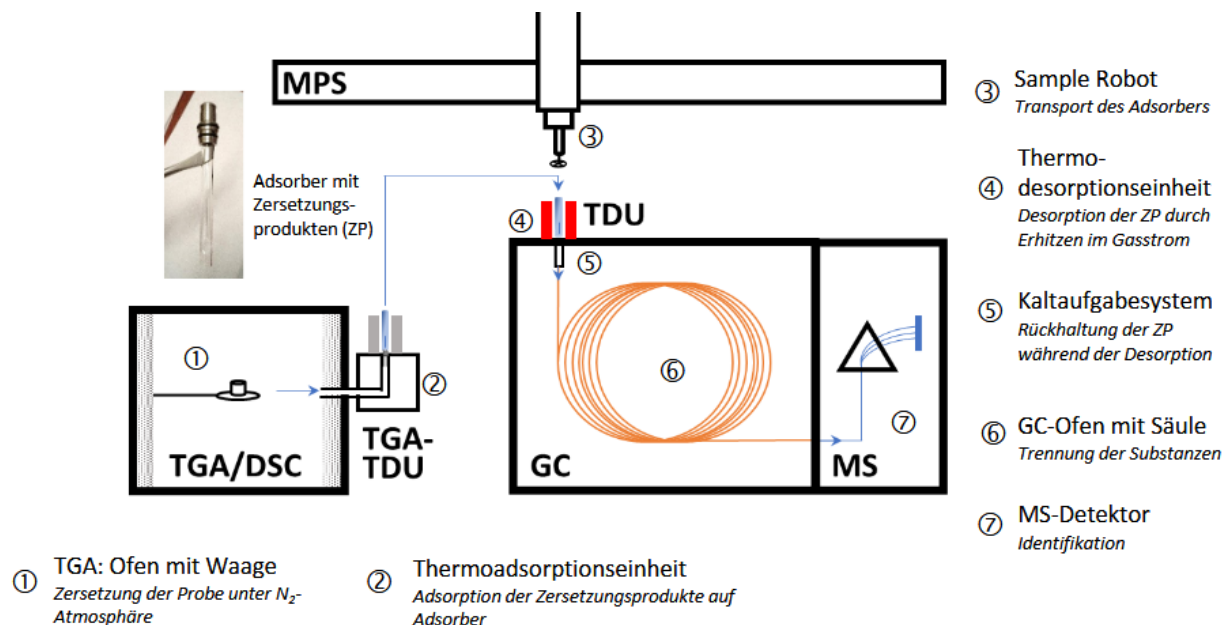 MPS
③
Adsorber mit
Zersetzungs-
produkten (ZP)
④
TDU
⑤
①
②
⑥
⑦
TGA/DSC
TGA-
TDU
GC
MS
③ Sample Robot
Transport des Adsorbers
Thermo-
④ desorptionseinheit
Desorption der ZP durch
Erhitzen im Gasstrom
⑤ Kaltaufgabesystem
Rückhaltung der ZP
während der Desorption
⑥ GC-Ofen mit Säule
Trennung der Substanzen
⑦ MS-Detektor
Identifikation
① TGA: Ofen mit Waage
Zersetzung der Probe unter N₂-
Atmosphäre
② Thermoadsorptionseinheit
Adsorption der Zersetzungsprodukte auf
Adsorber